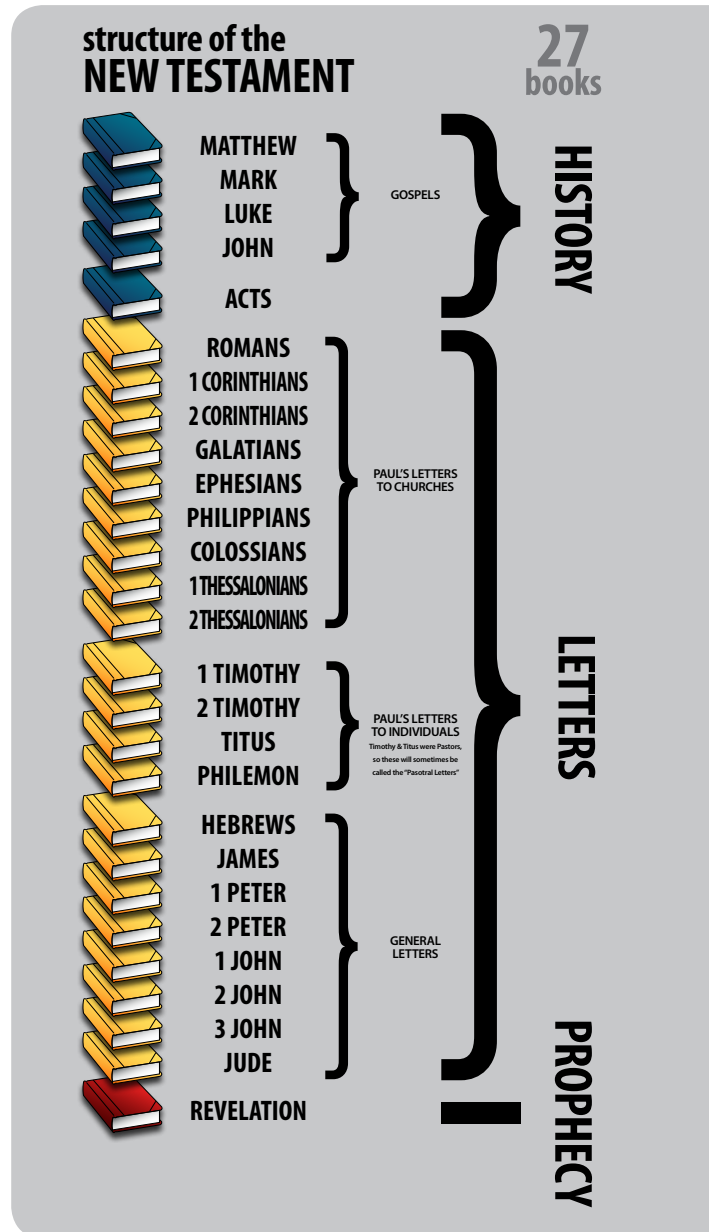 structure of the
NEW TESTAMENT
27
books
MATTHEW
MARK
LUKE
JOHN
GOSPELS
ACTS
HISTORY
ROMANS
1 CORINTHIANS
2 CORINTHIANS
GALATIANS
EPHESIANS
PHILIPPIANS
COLOSSIANS
1 THESSALONIANS
2 THESSALONIANS
PAUL'S LETTERS
TO CHURCHES
1 TIMOTHY
2 TIMOTHY
TITUS
PHILEMON
PAUL'S LETTERS
TO INDIVIDUALS
Timothy & Titus were Pastors,
so these will sometimes be
called the "Pasotral Letters"
HEBREWS
JAMES
1 PETER
2 PETER
1 JOHN
2 JOHN
3 JOHN
JUDE
GENERAL
LETTERS
LETTERS
REVELATION
PROPHECY